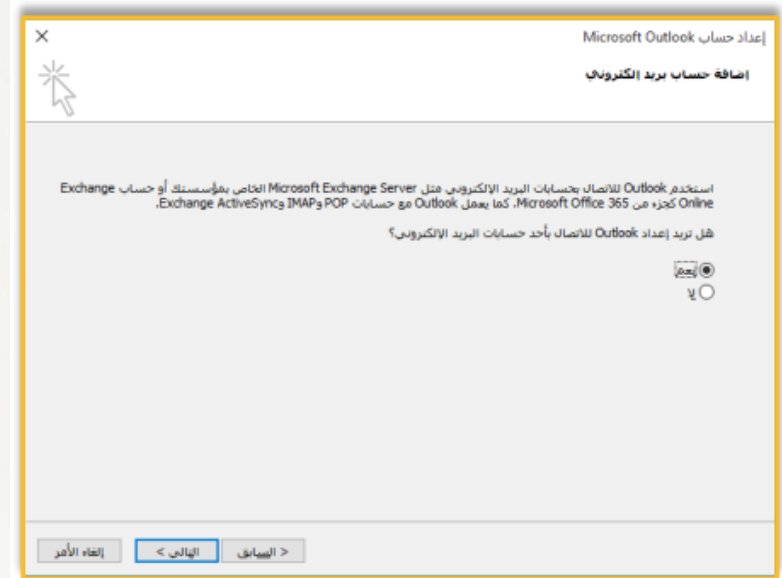 إعداد حساب Microsoft Outlook
إضافة حساب بريد إلكتروني
استخدم Outlook للاتصال بحسابات البريد الإلكتروني مثل Microsoft Exchange Server الخاص بمؤسستك أو حساب Exchange
Online كجزء من Microsoft Office 365. كما يعمل Outlook مع حسابات POP وIMAP وExchange ActiveSync.
هل تريد إعداد Outlook للاتصال بأحد حسابات البريد الإلكتروني؟
نعم
لا
< السابق
التالي >
إلغاء الأمر